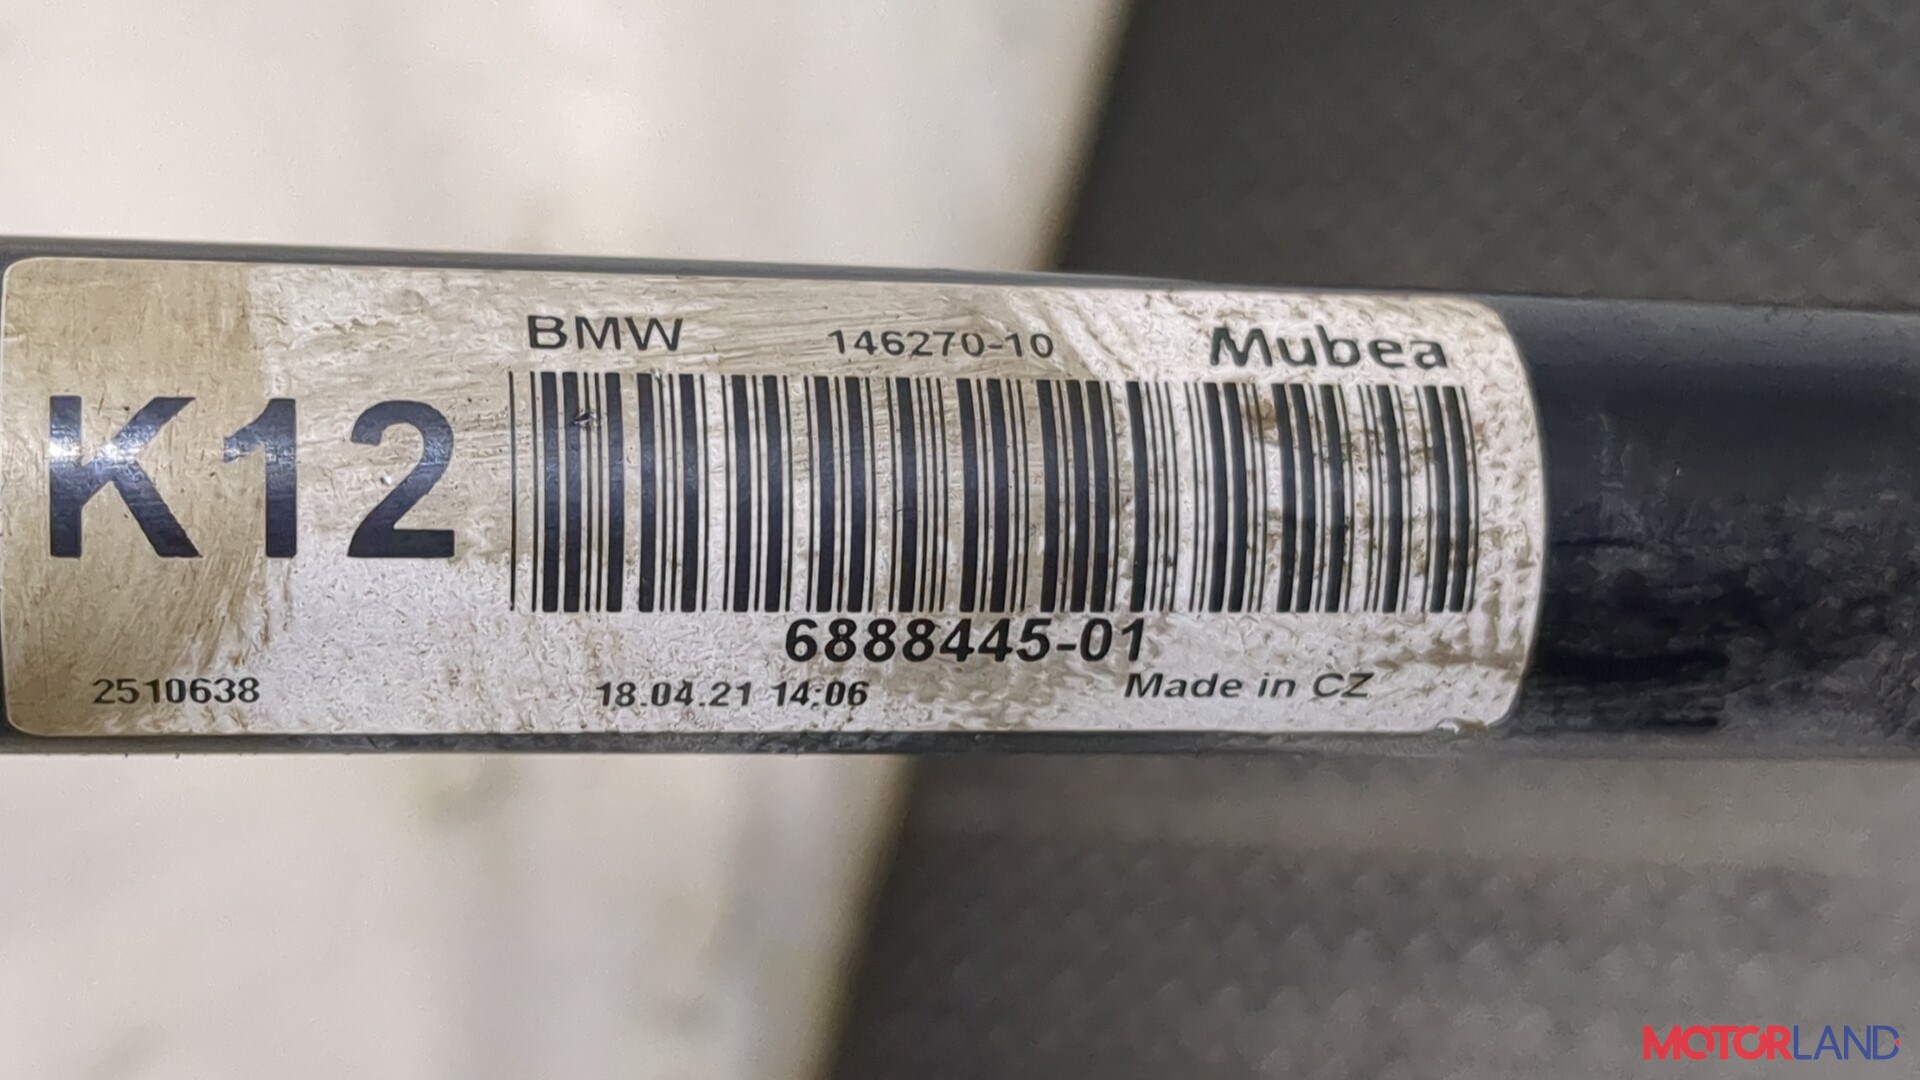 BMW 146270-10 Mubea
K12
6888445-01
2510638 18.04.21 14:06 Made in CZ
MOTORLAND